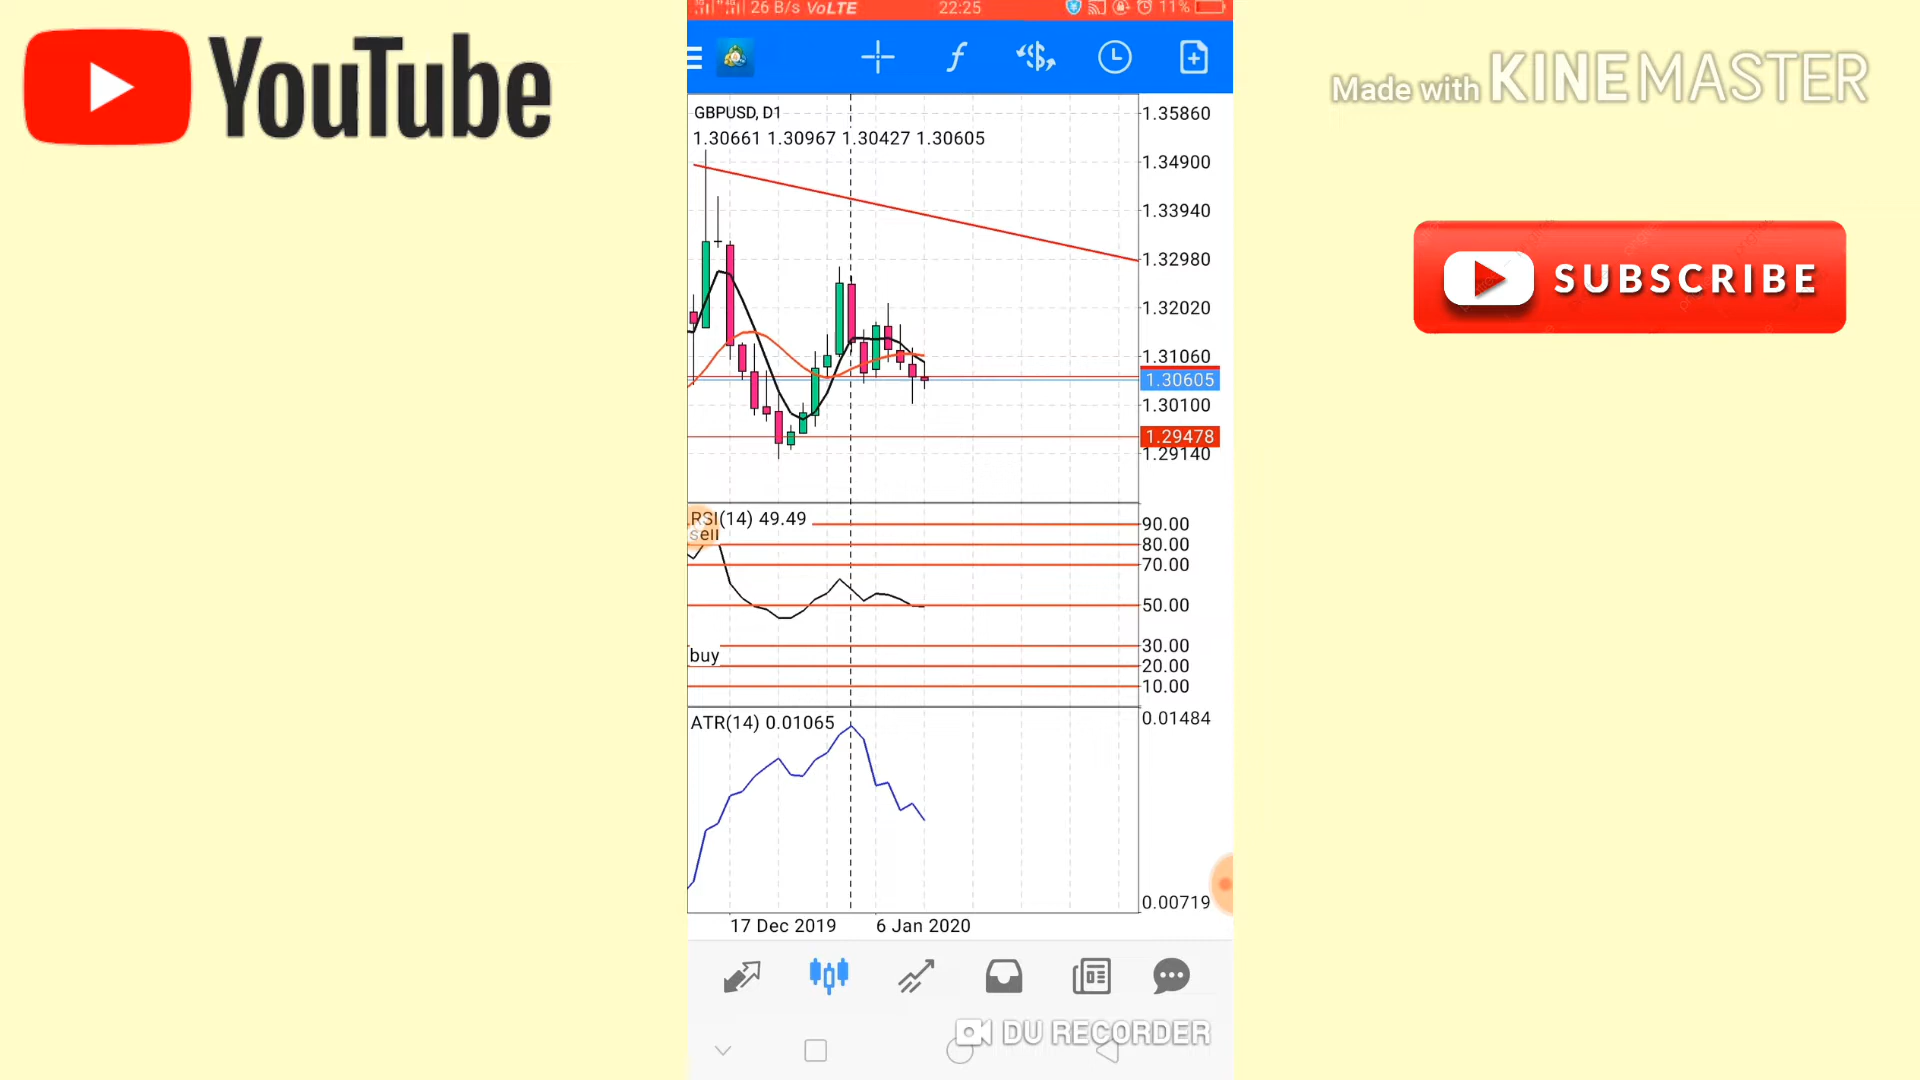 YouTube
26 B/s VoLTE 22:25 11%
GBPUSD, D1
1.30661 1.30967 1.30427 1.30605
1.35860
1.34900
1.33940
1.32980
1.32020
1.31060
1.30605
1.30100
1.29478
1.29140
RSI(14) 49.49
sell
90.00
80.00
70.00
50.00
30.00
buy
20.00
10.00
ATR(14) 0.01065
0.01484
0.00719
17 Dec 2019 6 Jan 2020
DU RECORDER
Made with KINEMASTER
SUBSCRIBE